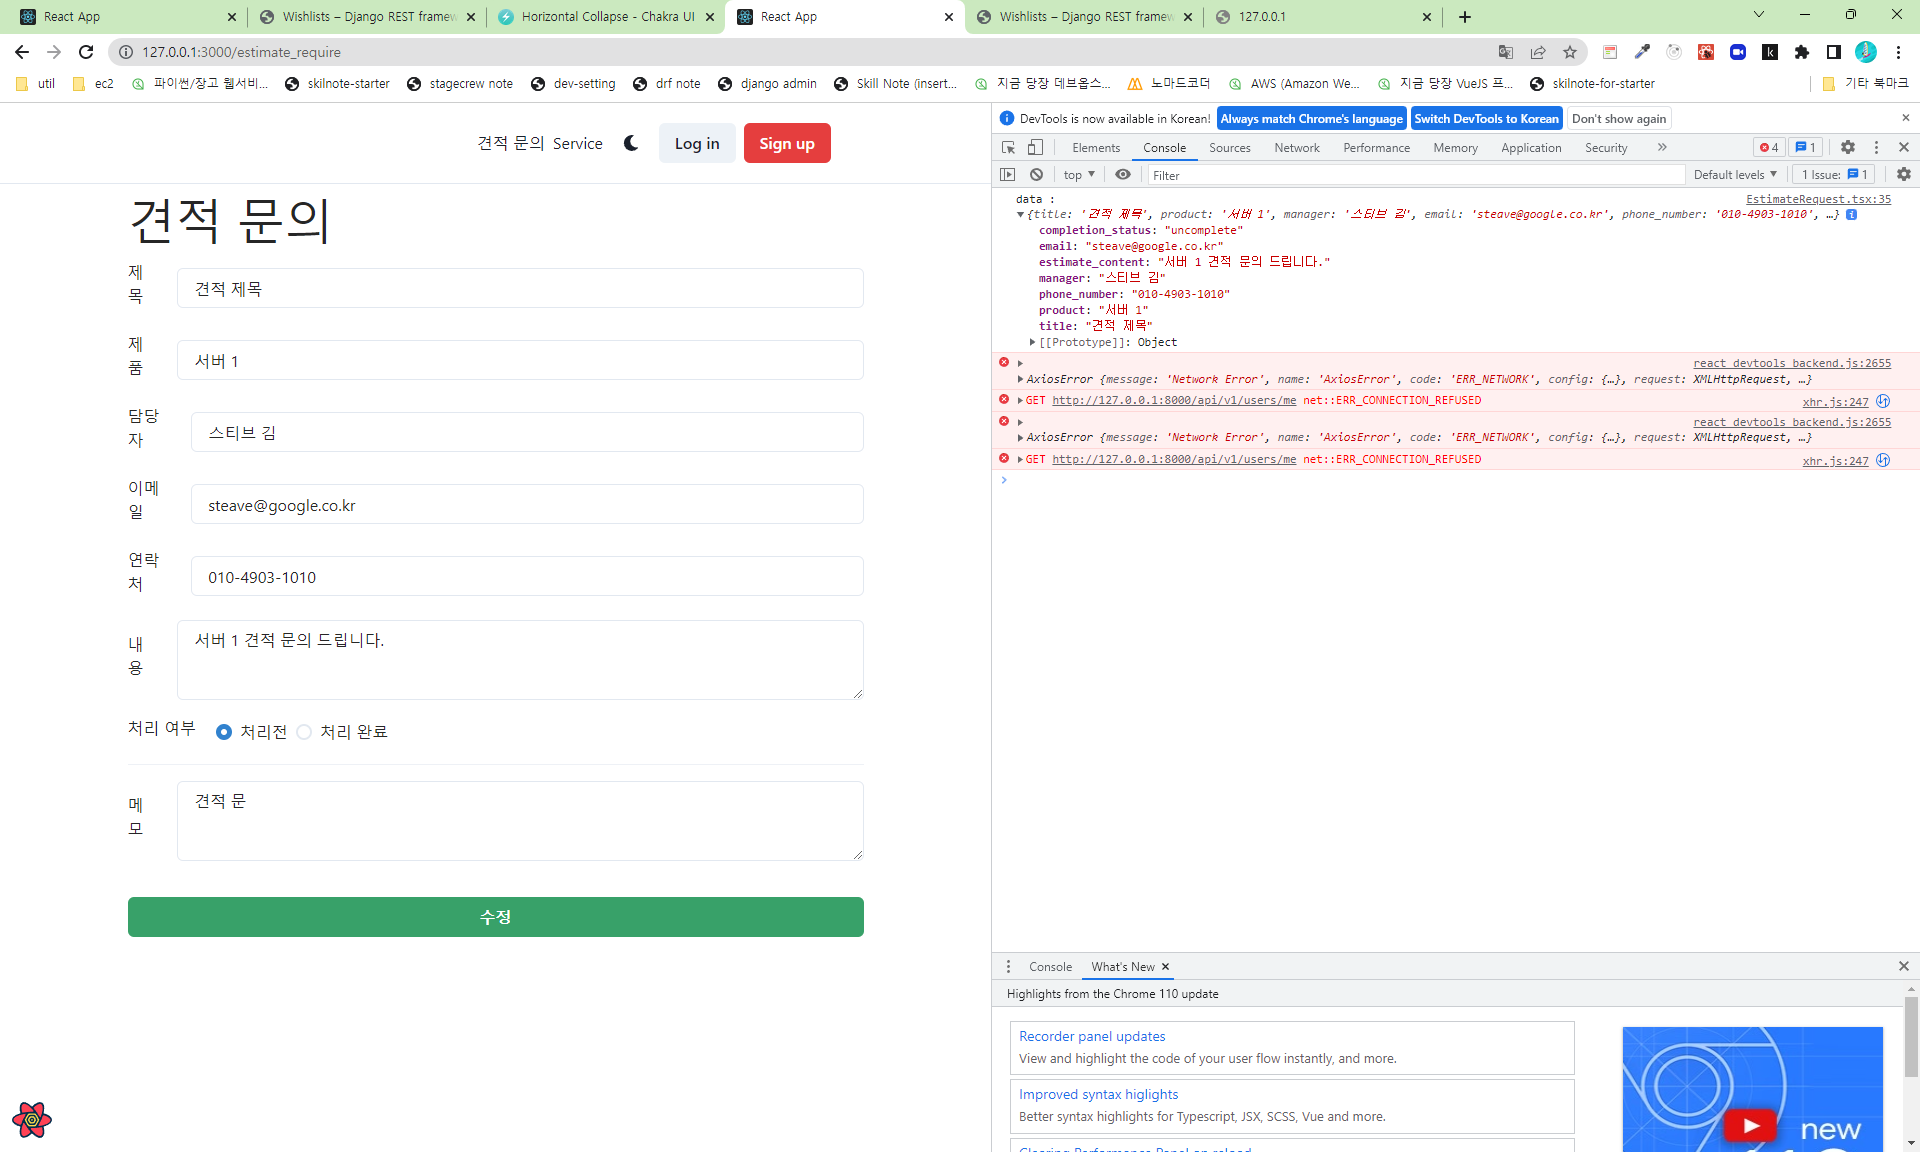 React App
Wishlists – Django REST framew
Horizontal Collapse - Chakra UI
React App
Wishlists – Django REST framew
127.0.0.1
127.0.0.1:3000/estimate_require
util
ec2
파이썬/장고 웹서비...
skilnote-starter
stagecrew note
dev-setting
drf note
django admin
Skill Note (insert...
지금 당장 데브옵스...
노마드코더
AWS (Amazon We...
지금 당장 VueJS 프...
skilnote-for-starter
기타 북마크
견적 문의
Service
Log in
Sign up
견적 문의
제
목
견적 제목
제
품
서버 1
담당
자
스티브 김
이메
일
steave@google.co.kr
연락
처
010-4903-1010
내
용
서버 1 견적 문의 드립니다.
처리 여부
처리전
처리 완료
메
모
견적 문
수정
DevTools is now available in Korean!
Always match Chrome's language
Switch DevTools to Korean
Don't show again
Elements
Console
Sources
Network
Performance
Memory
Application
Security
4
1
top
Filter
Default levels
1 Issue: 1
data :
EstimateRequest.tsx:35
{title: '견적 제목', product: '서버 1', manager: '스티브 김', email: 'steave@google.co.kr', phone_number: '010-4903-1010', …}
completion_status: "uncomplete"
email: "steave@google.co.kr"
estimate_content: "서버 1 견적 문의 드립니다."
manager: "스티브 김"
phone_number: "010-4903-1010"
product: "서버 1"
title: "견적 제목"
[[Prototype]]: Object
react devtools backend.js:2655
AxiosError {message: 'Network Error', name: 'AxiosError', code: 'ERR_NETWORK', config: {…}, request: XMLHttpRequest, …}
GET http://127.0.0.1:8000/api/v1/users/me net::ERR_CONNECTION_REFUSED
xhr.js:247
react devtools backend.js:2655
AxiosError {message: 'Network Error', name: 'AxiosError', code: 'ERR_NETWORK', config: {…}, request: XMLHttpRequest, …}
GET http://127.0.0.1:8000/api/v1/users/me net::ERR_CONNECTION_REFUSED
xhr.js:247
Console
What's New
Highlights from the Chrome 110 update
Recorder panel updates
View and highlight the code of your user flow instantly, and more.
Improved syntax higlights
Better syntax highlights for Typescript, JSX, SCSS, Vue and more.
new